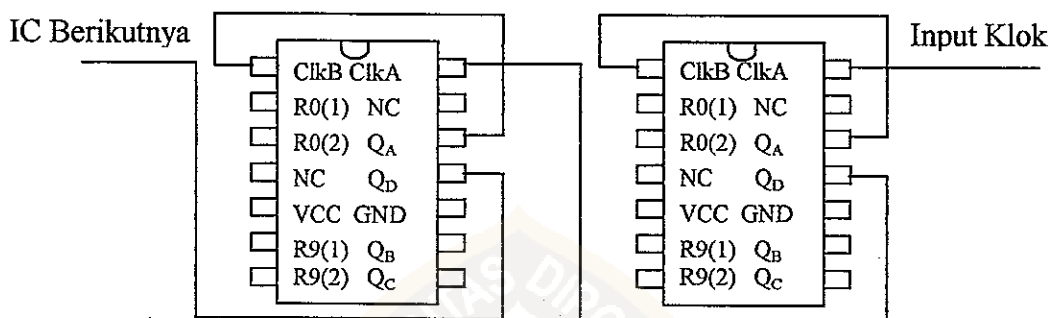 IC Berikutnya
Input Klok
ClkB ClkA
R0(1) NC
R0(2) QA
NC QD
VCC GND
R9(1) QB
R9(2) QC
ClkB ClkA
R0(1) NC
R0(2) QA
NC QD
VCC GND
R9(1) QB
R9(2) QC